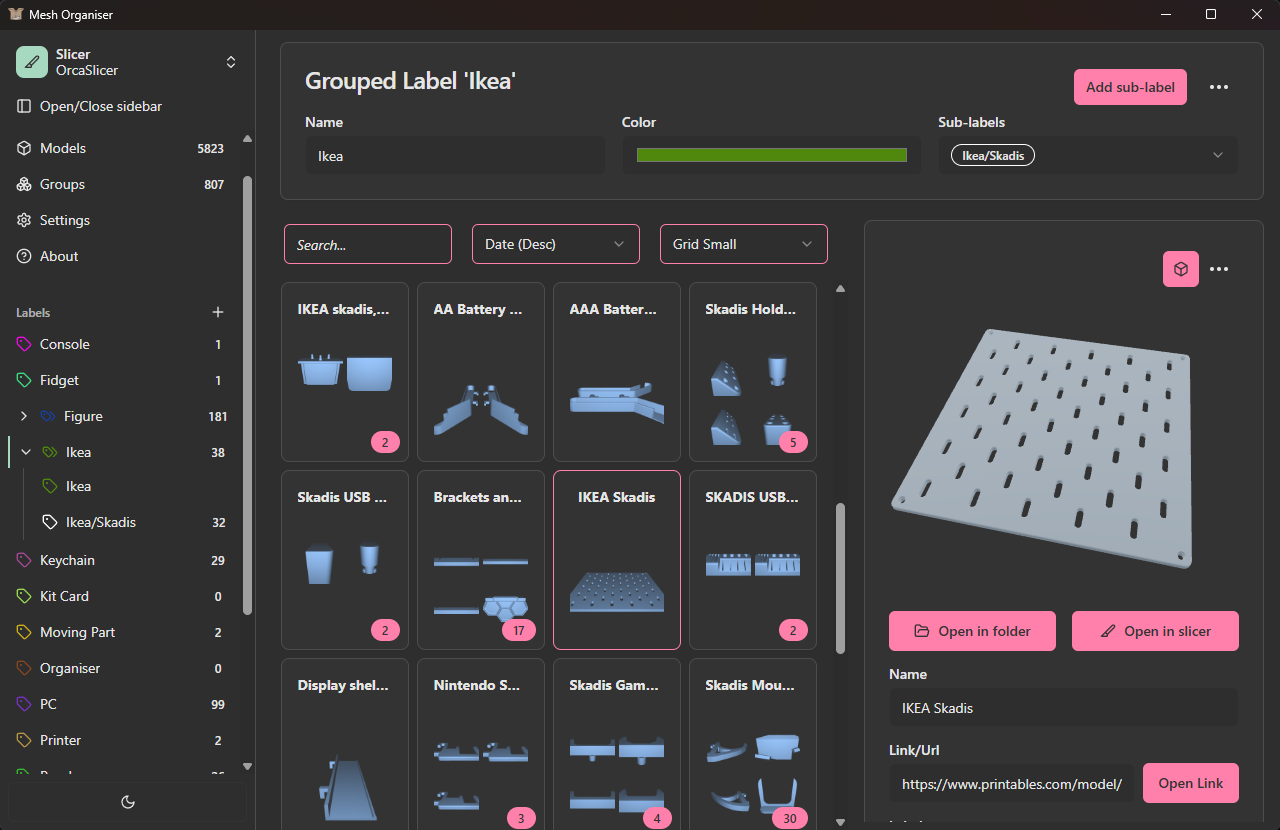 Mesh Organiser
Slicer
OrcaSlicer
Open/Close sidebar
Models 5823
Groups 807
Settings
About
Labels
Console 1
Fidget 1
Figure 181
Ikea 38
Ikea
Ikea/Skadis 32
Keychain 29
Kit Card 0
Moving Part 2
Organiser 0
PC 99
Printer 2
Grouped Label 'Ikea'
Add sub-label
Name
Color
Sub-labels
Ikea
Ikea/Skadis
Search...
Date (Desc)
Grid Small
IKEA skadis,...
2
AA Battery ...
AAA Batter...
Skadis Hold...
5
Skadis USB ...
2
Brackets an...
17
IKEA Skadis
SKADIS USB...
2
Display shel...
Nintendo S...
3
Skadis Gam...
4
Skadis Mou...
30
Open in folder
Open in slicer
Name
IKEA Skadis
Link/Url
https://www.printables.com/model/
Open Link